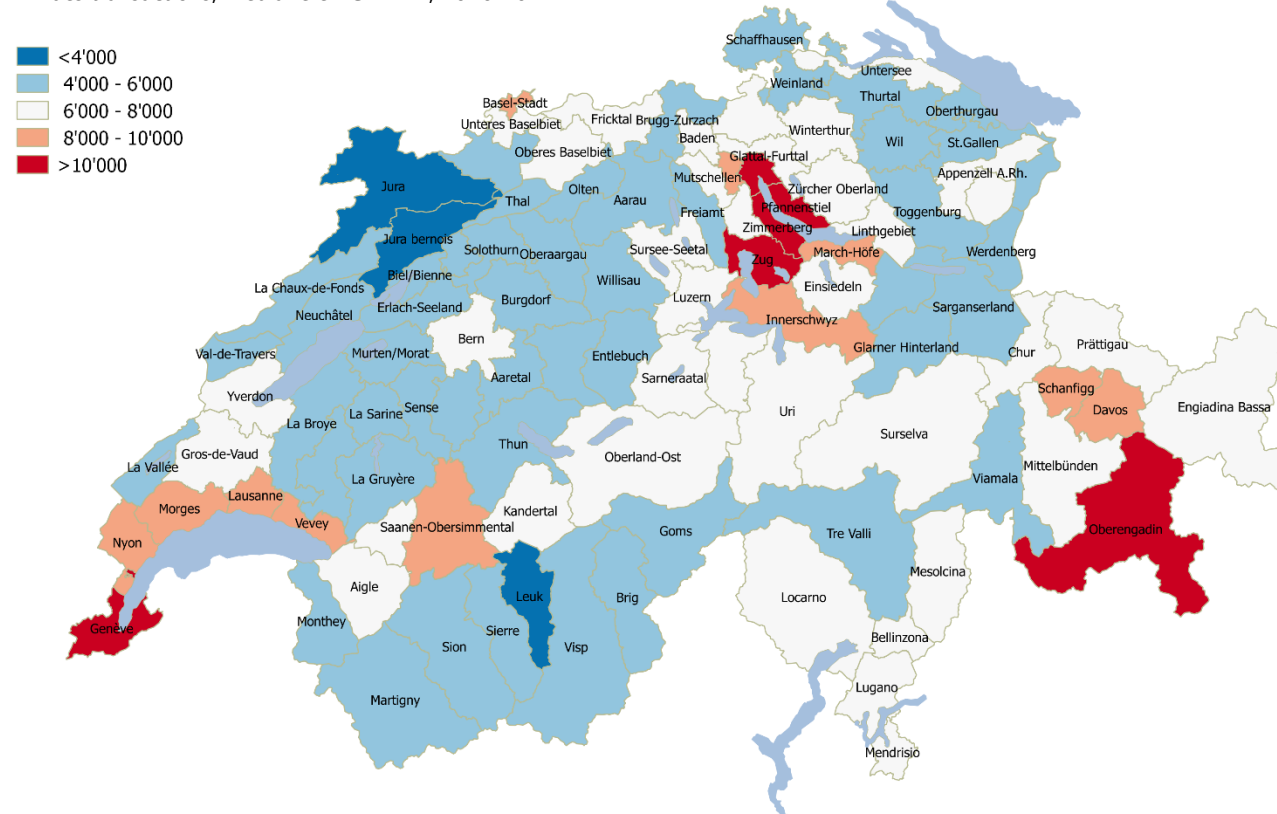 <4'000
4'000 - 6'000
6'000 - 8'000
8'000 - 10'000
>10'000
Schaffhausen
Untersee
Weinland
Thurtal
Basel-Stadt
Oberthurgau
Unteres Baselbiet
Fricktal
Brugg-Zurzach
Winterthur
Baden
Wil
St.Gallen
Oberes Baselbiet
Glattal-Furttal
Mutschellen
Appenzell A.Rh.
Jura
Olten
Zürcher Oberland
Thal
Aarau
Pfannenstiel
Freiamt
Toggenburg
Zimmerberg
Linthgebiet
Jura bernois
Solothurn
Oberaargau
Sursee-Seetal
March-Höfe
Werdenberg
Zug
Biel/Bienne
Willisau
La Chaux-de-Fonds
Einsiedeln
Luzern
Burgdorf
Erlach-Seeland
Sarganserland
Neuchâtel
Innerschwyz
Bern
Prättigau
Glarner Hinterland
Val-de-Travers
Murten/Morat
Chur
Entlebuch
Aaretal
Sarneraatal
Schanfigg
Yverdon
Engiadina Bassa
La Sarine
Sense
Davos
Uri
La Broye
Surselva
Thun
Gros-de-Vaud
Oberland-Ost
La Vallée
Mittelbünden
La Gruyère
Viamala
Lausanne
Morges
Kandertal
Vevey
Saanen-Obersimmental
Oberengadin
Goms
Tre Valli
Nyon
Mesolcina
Aigle
Leuk
Brig
Locarno
Monthey
Genève
Sierre
Bellinzona
Sion
Visp
Lugano
Martigny
Mendrisio